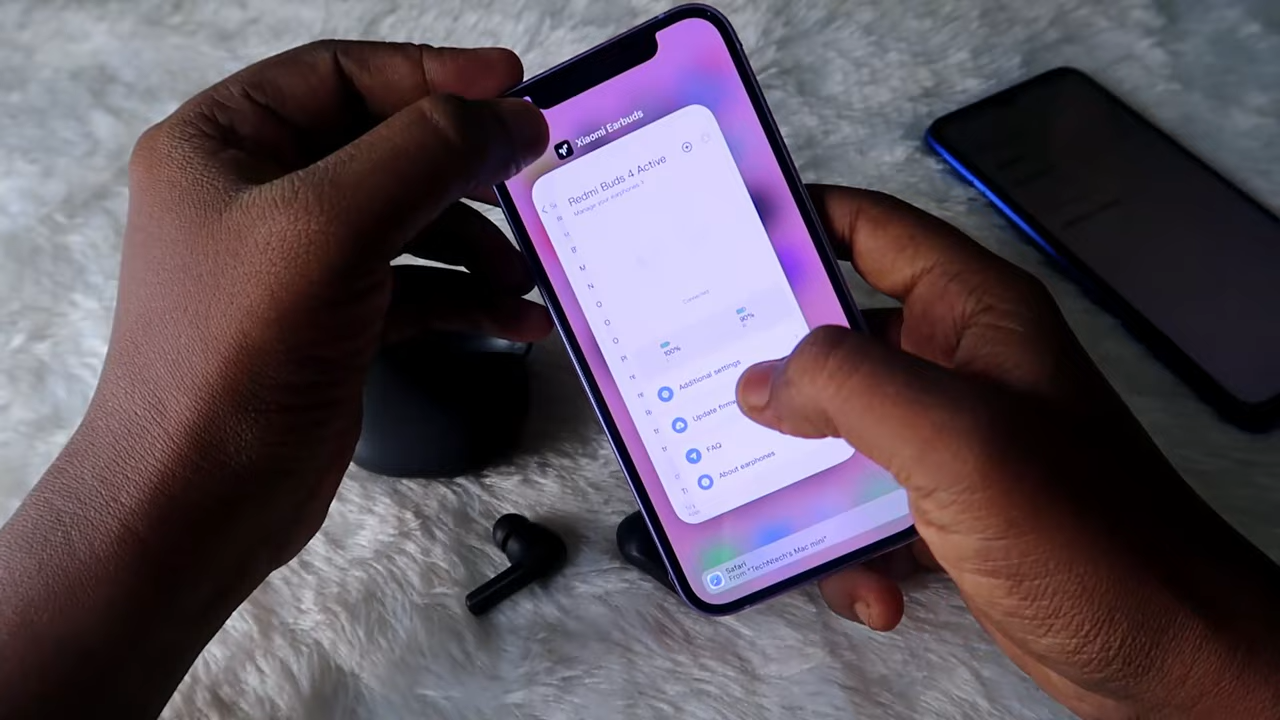 Xiaomi Earbuds
Redmi Buds 4 Active
Manage your earphones
Connected
100%
90%
Additional settings
Update
FAQ
About earphones
Safari
From "TechNtech's Mac mini"